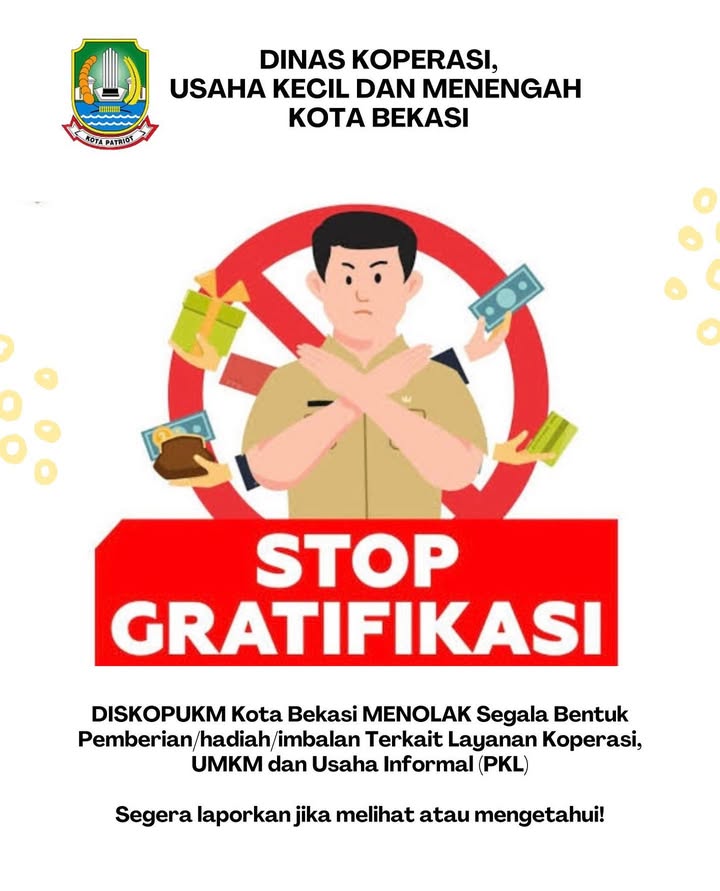 DINAS KOPERASI,
USAHA KECIL DAN MENENGAH
KOTA BEKASI
KOTA PATRIOT
STOP
GRATIFIKASI
DISKOPUKM Kota Bekasi MENOLAK Segala Bentuk
Pemberian/hadiah/imbalan Terkait Layanan Koperasi,
UMKM dan Usaha Informal (PKL)
Segera laporkan jika melihat atau mengetahui!